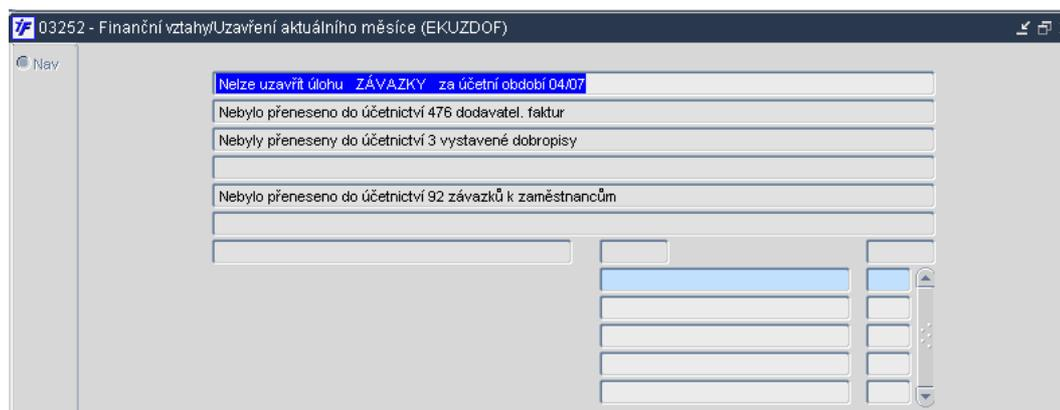 iF 03252 - Finanční vztahy/Uzavření aktuálního měsíce (EKUZDOF)
Nav
Nelze uzavřít úlohu ZÁVAZKY za účetní období 04/07
Nebylo přeneseno do účetnictví 476 dodavatel. faktur
Nebyly přeneseny do účetnictví 3 vystavené dobropisy
Nebylo přeneseno do účetnictví 92 závazků k zaměstnancům